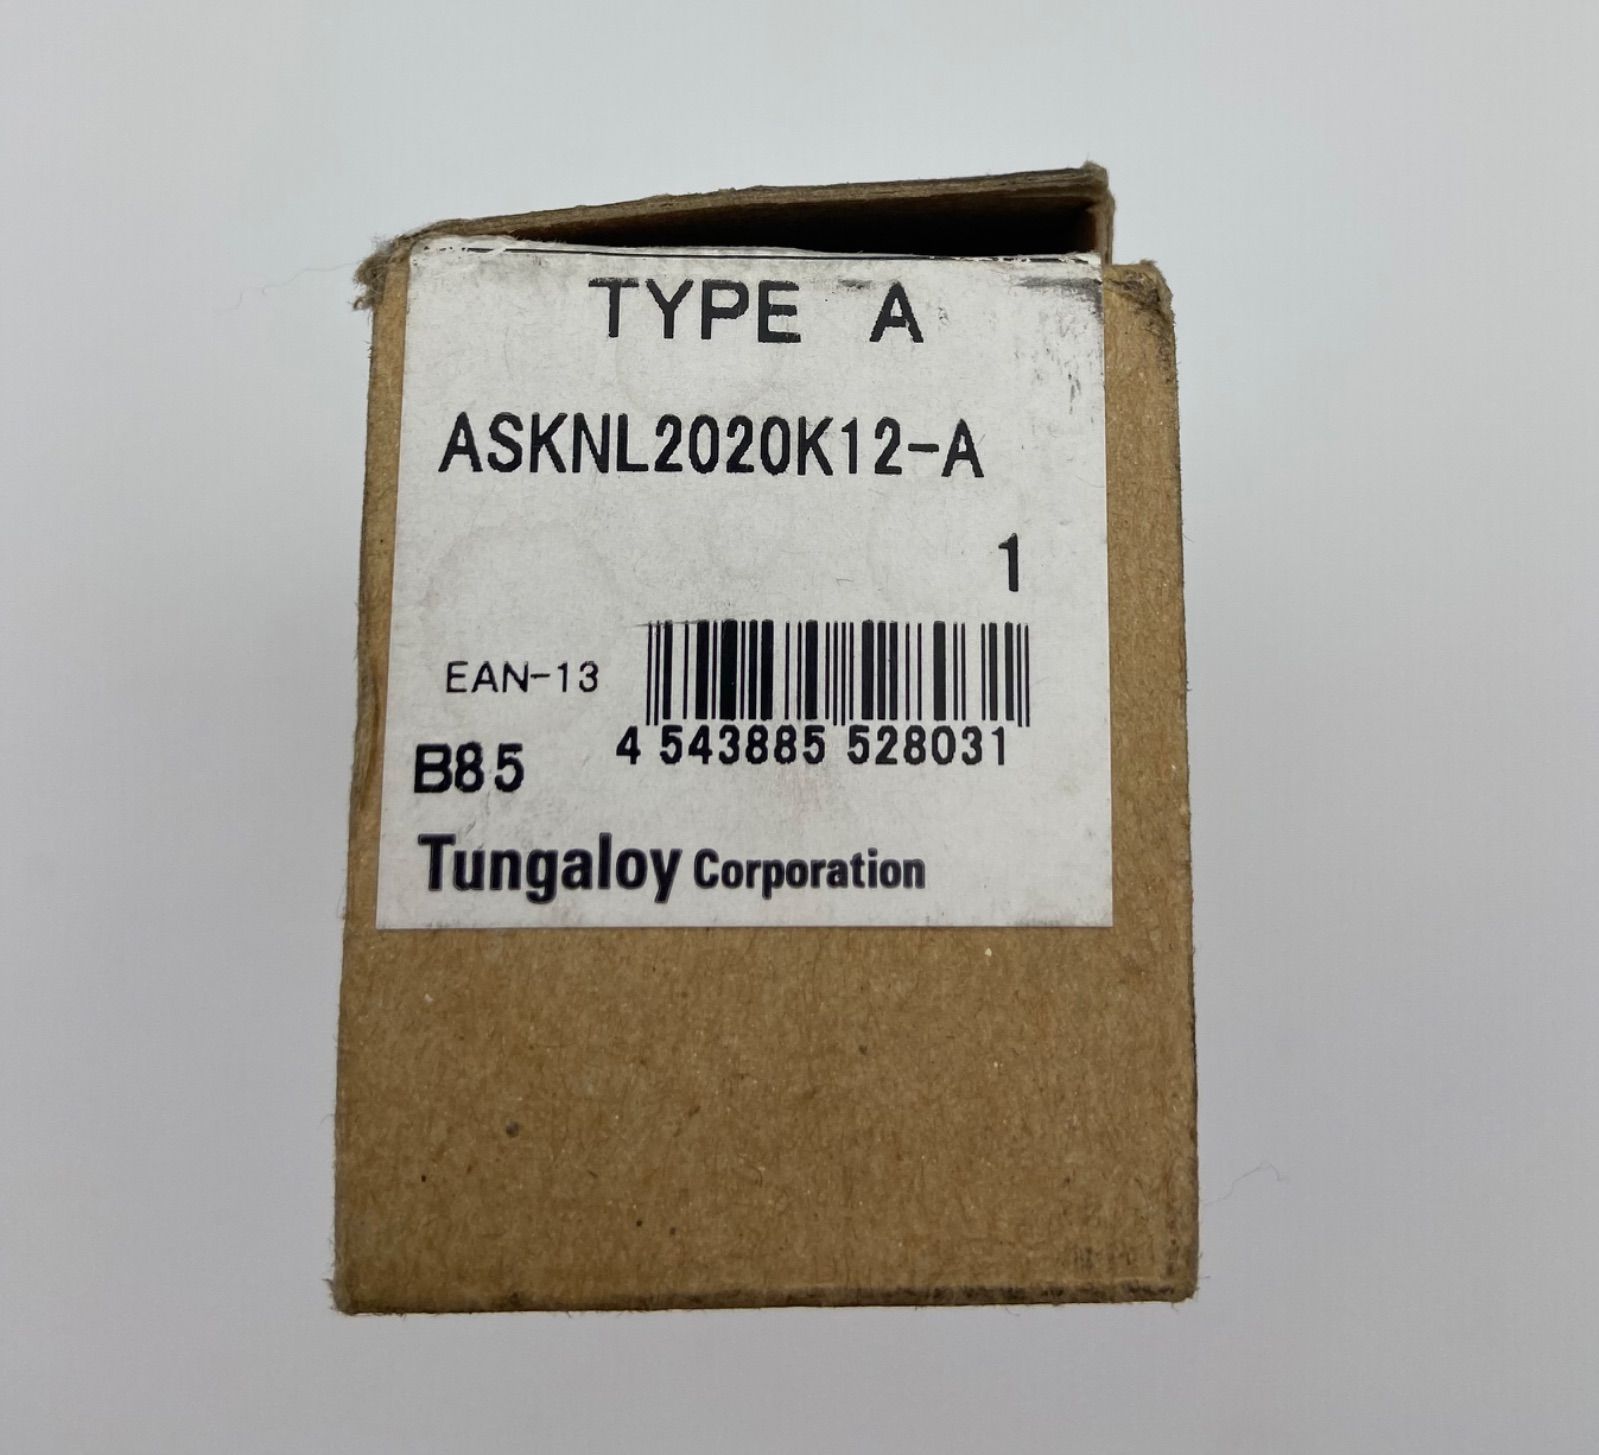 TYPE A
ASKNL2020K12-A
1
EAN-13
4 543885 528031
B85
Tungaloy Corporation